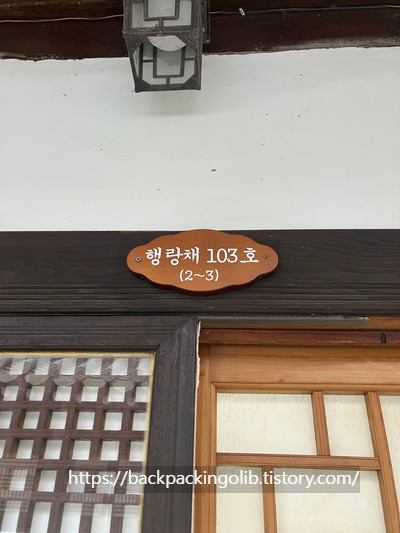 행랑채 103호
(2~3)
https://backpackingolib.tistory.com/